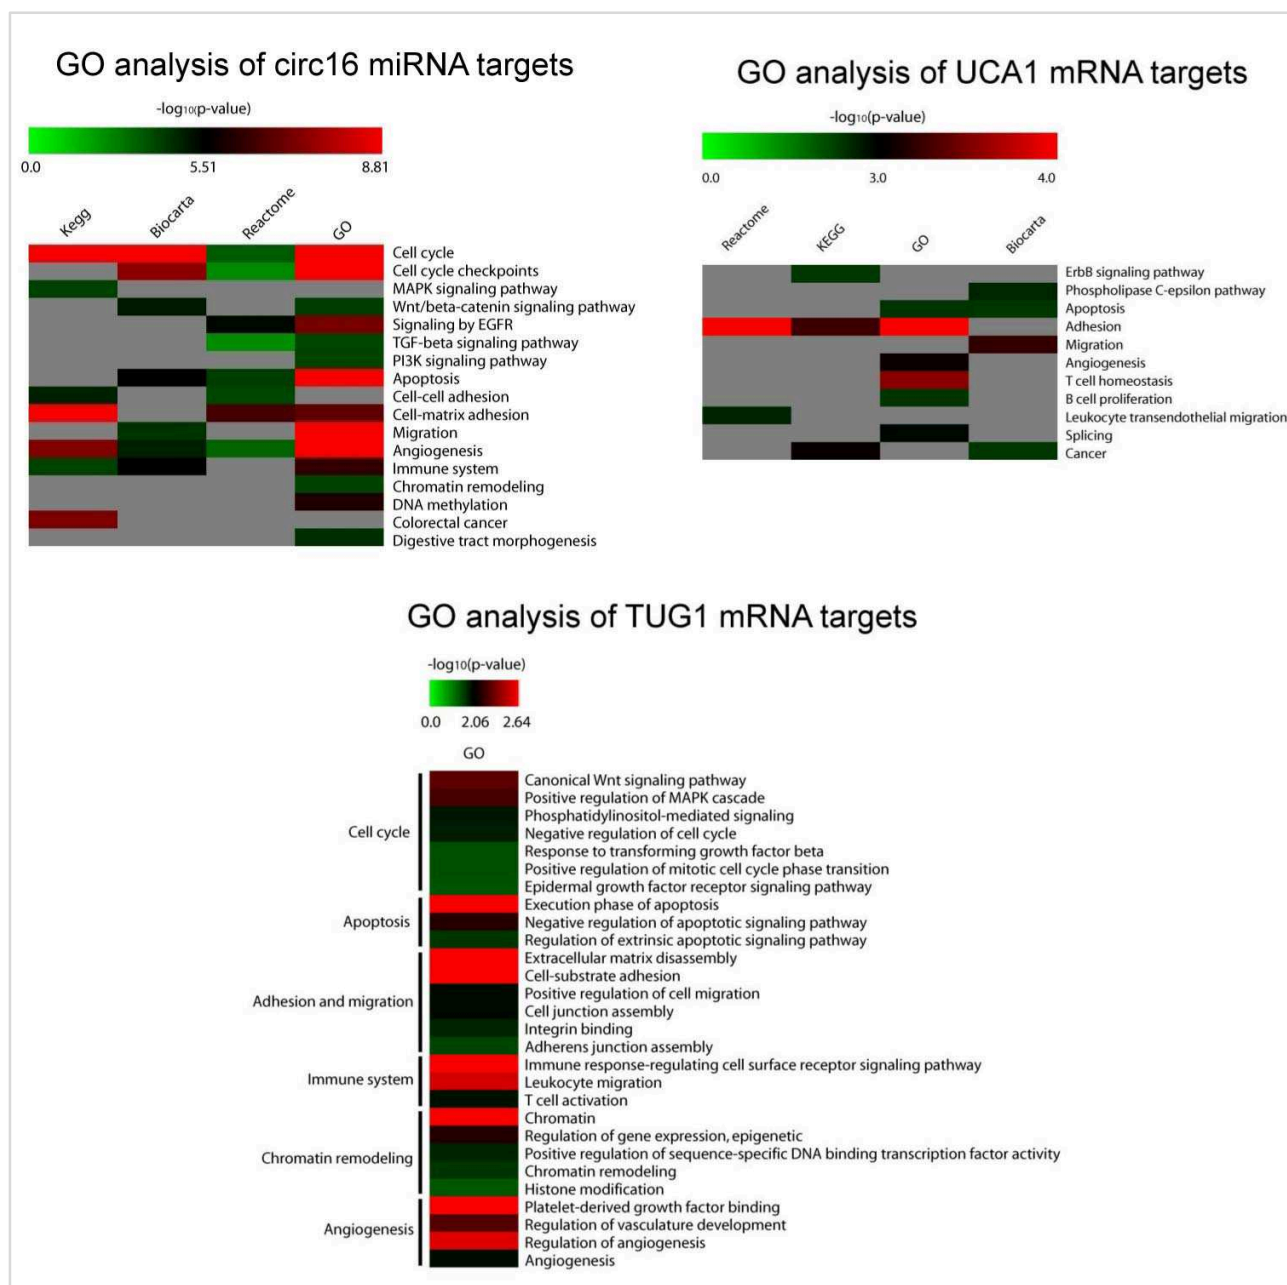 GO analysis of circ16 miRNA targets
-log10(p-value)
0.0 5.51 8.81
Kegg Biocarta Reactome GO
Cell cycle
Cell cycle checkpoints
MAPK signaling pathway
Wnt/beta-catenin signaling pathway
Signaling by EGFR
TGF-beta signaling pathway
PI3K signaling pathway
Apoptosis
Cell-cell adhesion
Cell-matrix adhesion
Migration
Angiogenesis
Immune system
Chromatin remodeling
DNA methylation
Colorectal cancer
Digestive tract morphogenesis
GO analysis of UCA1 mRNA targets
-log10(p-value)
0.0 3.0 4.0
Reactome KEGG GO Biocarta
ErbB signaling pathway
Phospholipase C-epsilon pathway
Apoptosis
Adhesion
Migration
Angiogenesis
T cell homeostasis
B cell proliferation
Leukocyte transendothelial migration
Splicing
Cancer
GO analysis of TUG1 mRNA targets
-log10(p-value)
0.0 2.06 2.64
GO
Cell cycle
Canonical Wnt signaling pathway
Positive regulation of MAPK cascade
Phosphatidylinositol-mediated signaling
Negative regulation of cell cycle
Response to transforming growth factor beta
Positive regulation of mitotic cell cycle phase transition
Epidermal growth factor receptor signaling pathway
Apoptosis
Execution phase of apoptosis
Negative regulation of apoptotic signaling pathway
Regulation of extrinsic apoptotic signaling pathway
Adhesion and migration
Extracellular matrix disassembly
Cell-substrate adhesion
Positive regulation of cell migration
Cell junction assembly
Integrin binding
Adherens junction assembly
Immune system
Immune response-regulating cell surface receptor signaling pathway
Leukocyte migration
T cell activation
Chromatin remodeling
Chromatin
Regulation of gene expression, epigenetic
Positive regulation of sequence-specific DNA binding transcription factor activity
Chromatin remodeling
Histone modification
Angiogenesis
Platelet-derived growth factor binding
Regulation of vasculature development
Regulation of angiogenesis
Angiogenesis